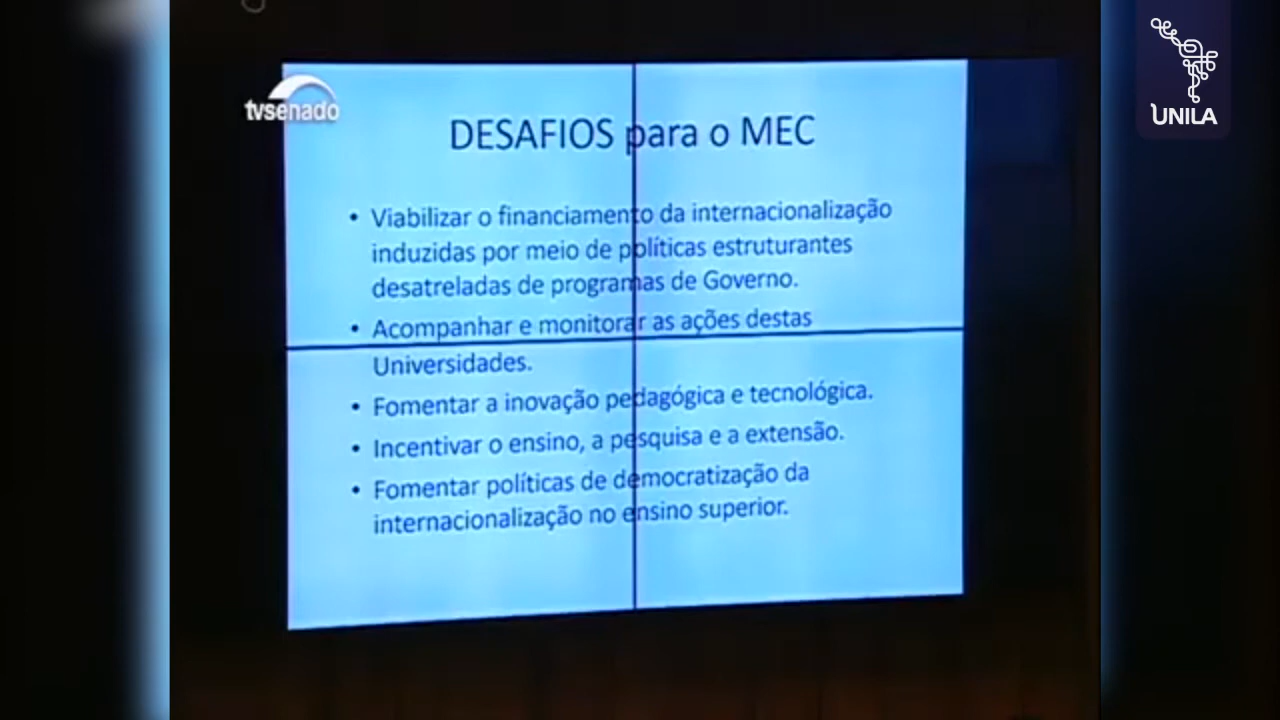 tvsenado
UNILA
DESAFIOS para o MEC
• Viabilizar o financiamento da internacionalização
induzidas por meio de políticas estruturantes
desatreladas de programas de Governo.
• Acompanhar e monitorar as ações destas
Universidades.
• Fomentar a inovação pedagógica e tecnológica.
• Incentivar o ensino, a pesquisa e a extensão.
• Fomentar políticas de democratização da
internacionalização no ensino superior.